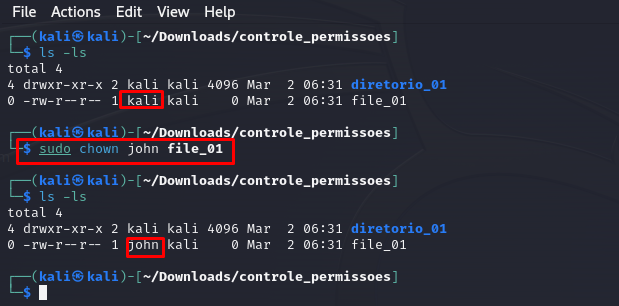 File Actions Edit View Help
┌──(kali㉿kali)-[~/Downloads/controle_permissoes]
└─$ ls -ls
total 4
4 drwxr-xr-x 2 kali kali 4096 Mar  2 06:31 diretorio_01
0 -rw-r--r-- 1 kali kali    0 Mar  2 06:31 file_01
┌──(kali㉿kali)-[~/Downloads/controle_permissoes]
└─$ sudo chown john file_01
┌──(kali㉿kali)-[~/Downloads/controle_permissoes]
└─$ ls -ls
total 4
4 drwxr-xr-x 2 kali kali 4096 Mar  2 06:31 diretorio_01
0 -rw-r--r-- 1 john kali    0 Mar  2 06:31 file_01
┌──(kali㉿kali)-[~/Downloads/controle_permissoes]
└─$